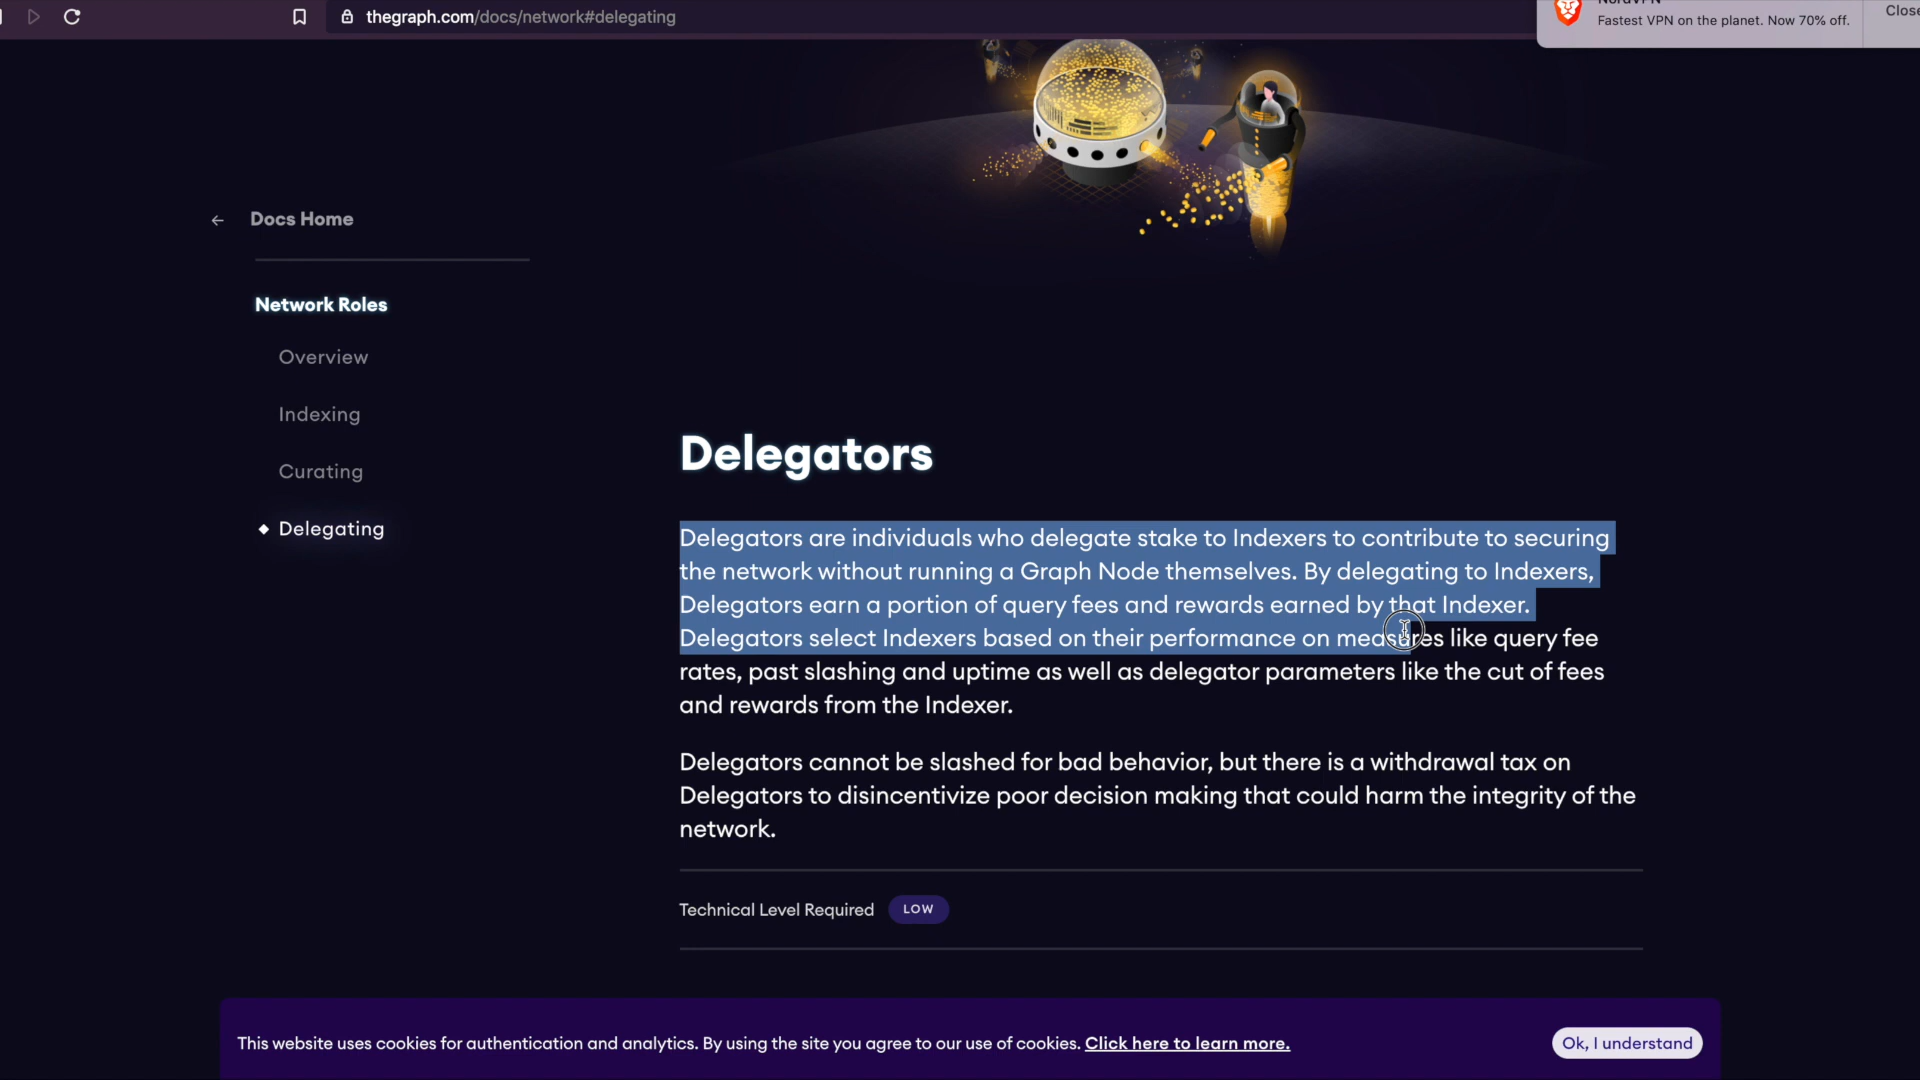 thegraph.com/docs/network#delegating
NordVPN
Fastest VPN on the planet. Now 70% off.
Close
Docs Home
Network Roles
Overview
Indexing
Curating
Delegating
Delegators
Delegators are individuals who delegate stake to Indexers to contribute to securing
the network without running a Graph Node themselves. By delegating to Indexers,
Delegators earn a portion of query fees and rewards earned by that Indexer.
Delegators select Indexers based on their performance on measures like query fee
rates, past slashing and uptime as well as delegator parameters like the cut of fees
and rewards from the Indexer.
Delegators cannot be slashed for bad behavior, but there is a withdrawal tax on
Delegators to disincentivize poor decision making that could harm the integrity of the
network.
Technical Level Required LOW
This website uses cookies for authentication and analytics. By using the site you agree to our use of cookies. Click here to learn more.
Ok, I understand